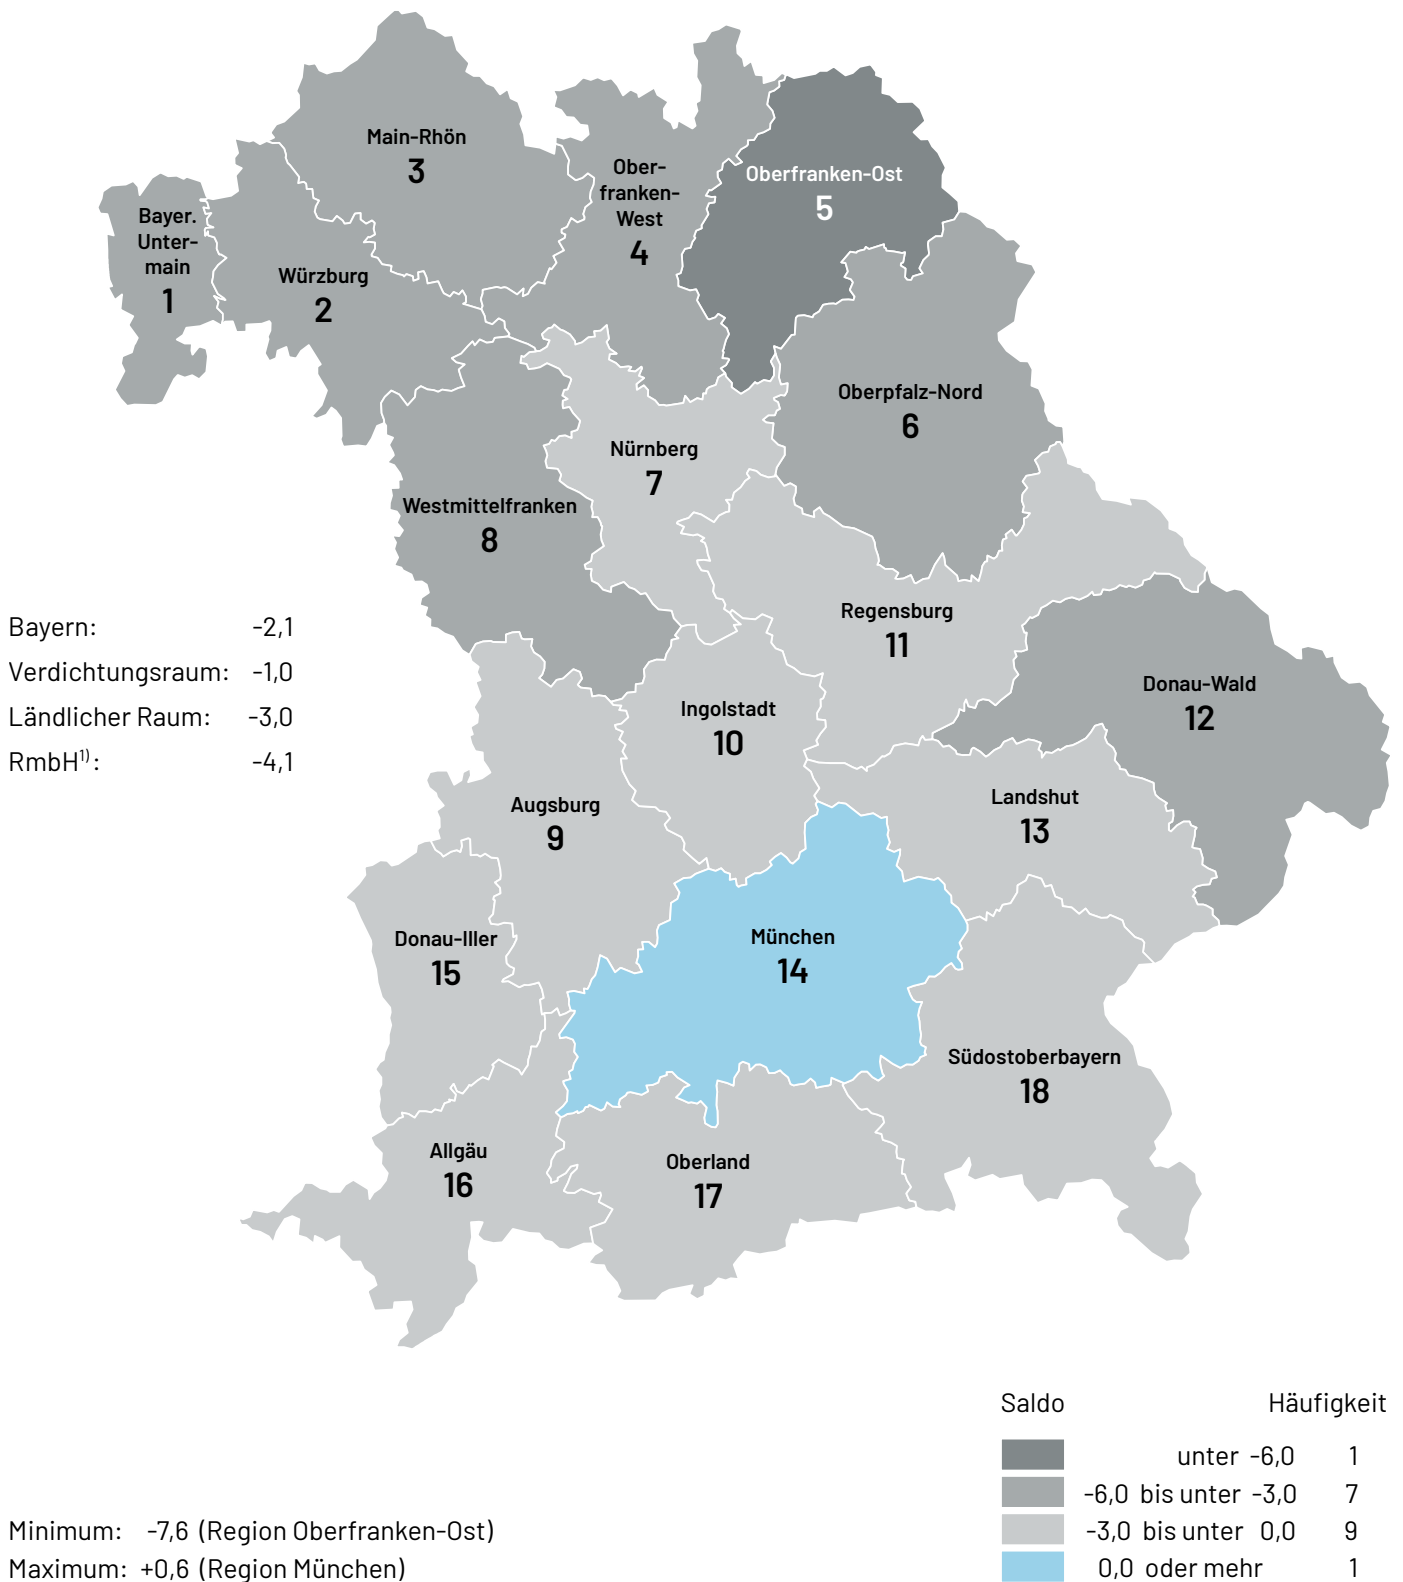 Main-Rhön
3
Ober-
franken-
West
4
Oberfranken-Ost
5
Bayer.
Unter-
main
1
Würzburg
2
Oberpfalz-Nord
6
Nürnberg
7
Westmittelfranken
8
Regensburg
11
Bayern: -2,1
Verdichtungsraum: -1,0
Ländlicher Raum: -3,0
RmbH1): -4,1
Donau-Wald
12
Ingolstadt
10
Augsburg
9
Landshut
13
Donau-Iller
15
München
14
Südostoberbayern
18
Allgäu
16
Oberland
17
Saldo Häufigkeit
unter -6,0 1
-6,0 bis unter -3,0 7
-3,0 bis unter 0,0 9
0,0 oder mehr 1
Minimum: -7,6 (Region Oberfranken-Ost)
Maximum: +0,6 (Region München)